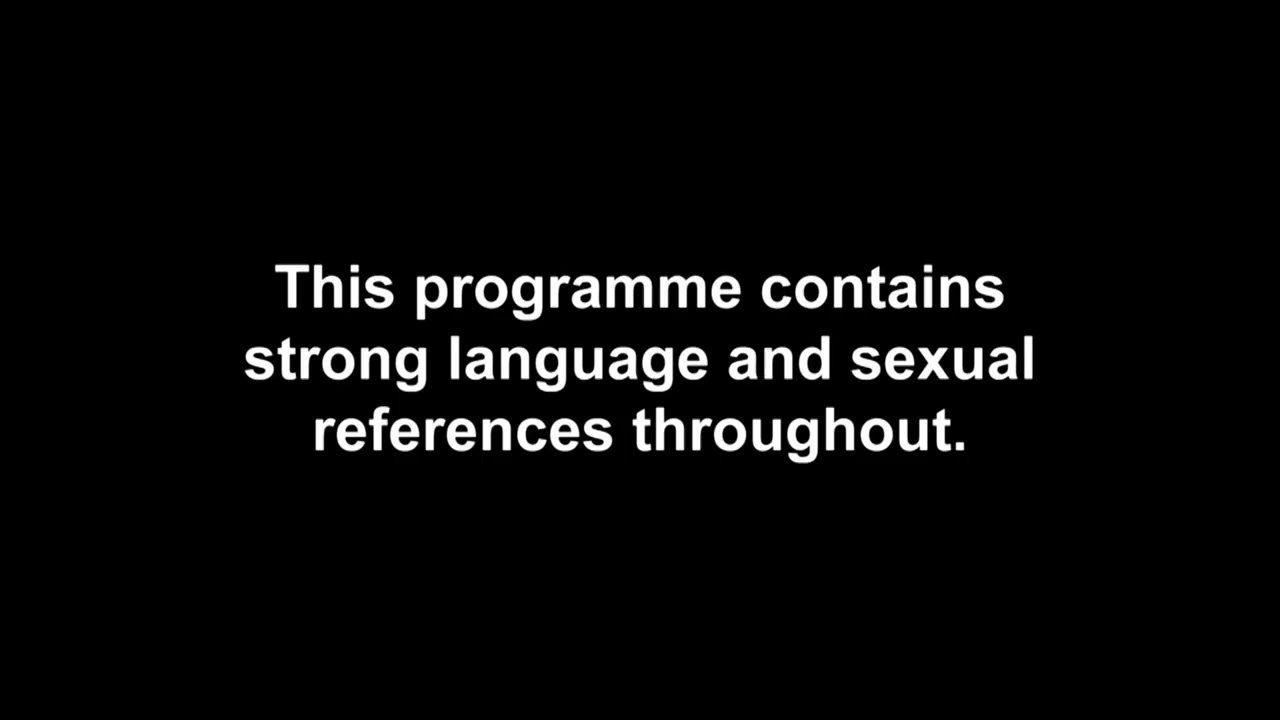 This programme contains
strong language and sexual
references throughout.